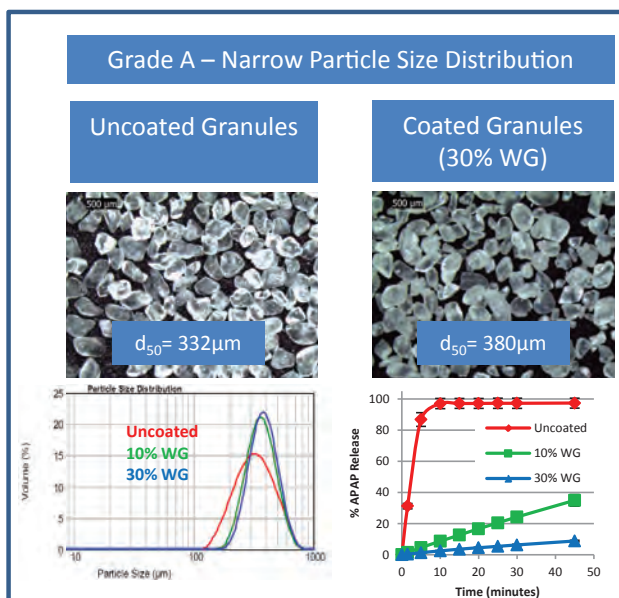 Grade A – Narrow Particle Size Distribution
Uncoated Granules
Coated Granules
(30% WG)
500 µm
500 µm
d50= 332µm
d50= 380µm
Particle Size Distribution
Volume (%)
25
20
15
10
5
0
10
100
1000
Particle Size (µm)
Uncoated
10% WG
30% WG
% APAP Release
100
80
60
40
20
0
0
10
20
30
40
50
Time (minutes)
Uncoated
10% WG
30% WG